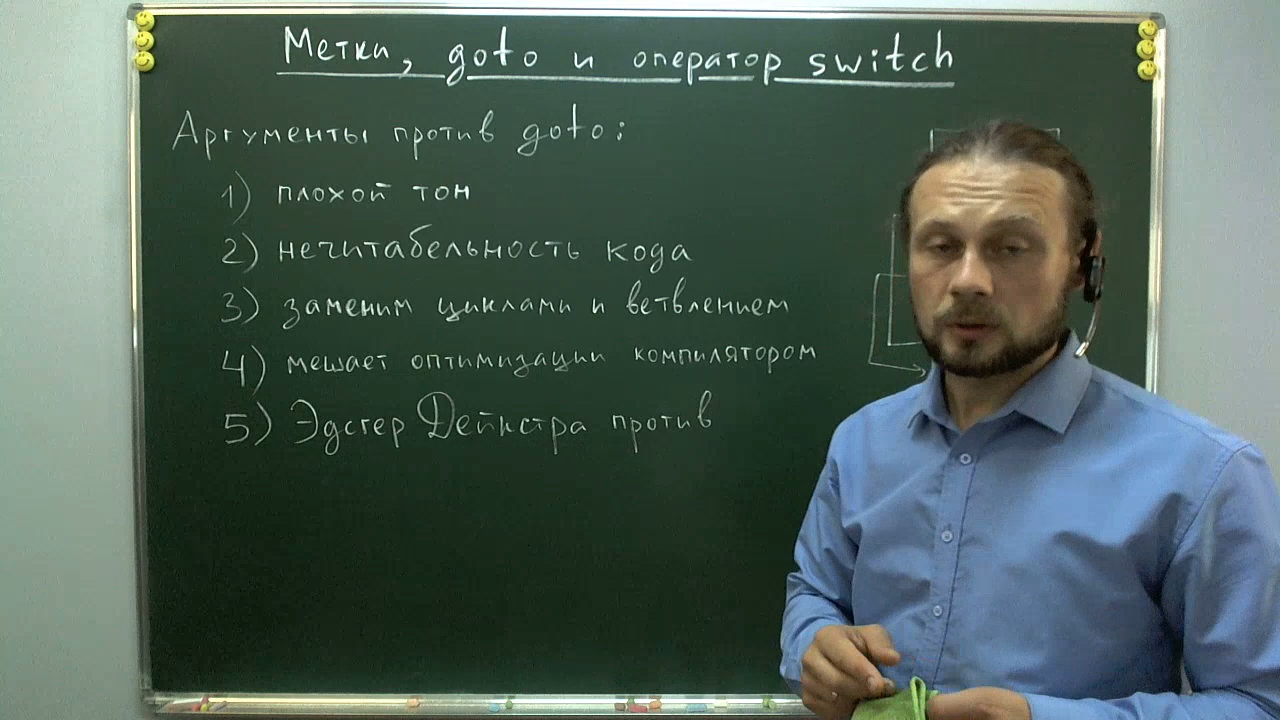 Метки, goto и оператор switch
Аргументы против goto:
1) плохой тон
2) нечитабельность кода
3) заменим циклами и ветвлением
4) мешает оптимизации компилятором
5) Эдсгер Дейкстра против